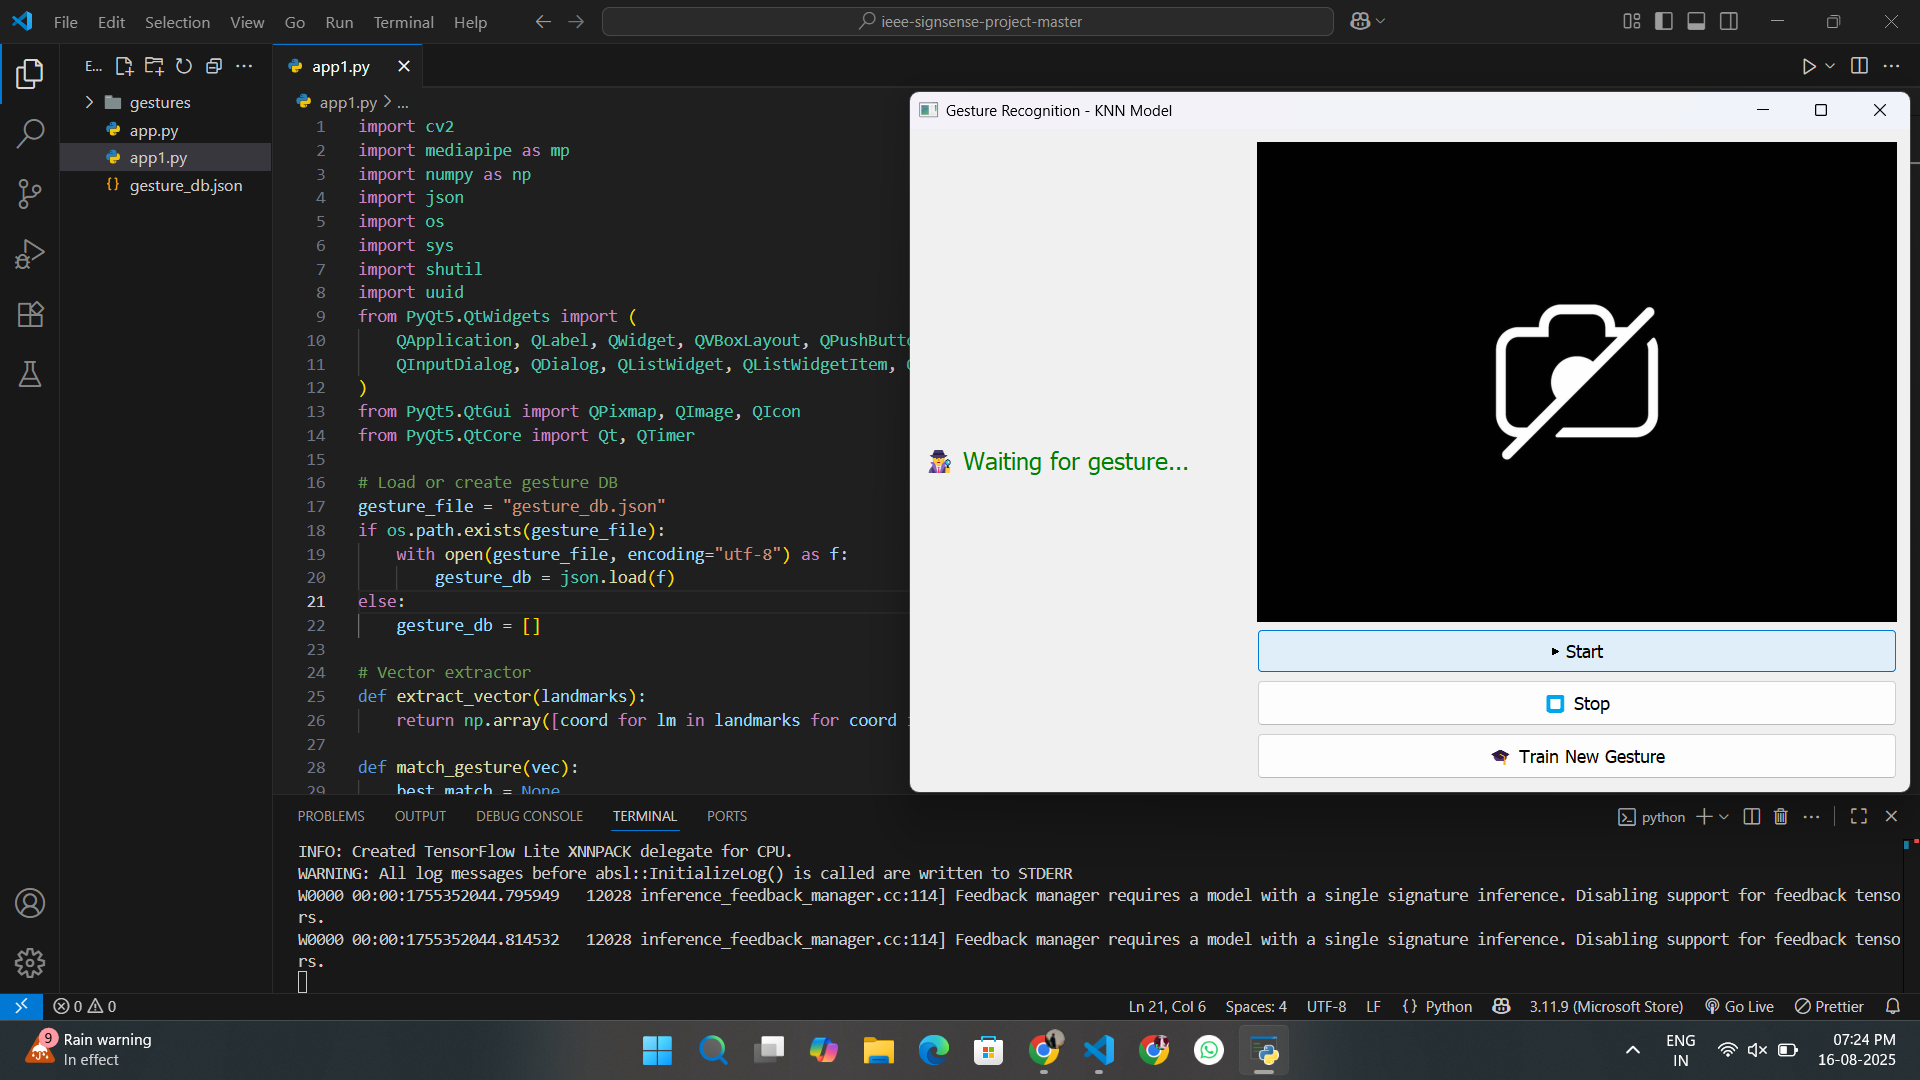 File Edit Selection View Go Run Terminal Help
ieee-signsense-project-master
E...
gestures
app.py
app1.py
gesture_db.json
app1.py
app1.py > ...
1 import cv2
2 import mediapipe as mp
3 import numpy as np
4 import json
5 import os
6 import sys
7 import shutil
8 import uuid
9 from PyQt5.QtWidgets import (
10 QApplication, QLabel, QWidget, QVBoxLayout,
11 QInputDialog, QDialog, QListWidget, QListWidgetItem,
12 )
13 from PyQt5.QtGui import QPixmap, QImage, QIcon
14 from PyQt5.QtCore import Qt, QTimer
15
16 # Load or create gesture DB
17 gesture_file = "gesture_db.json"
18 if os.path.exists(gesture_file):
19 with open(gesture_file, encoding="utf-8") as f:
20 gesture_db = json.load(f)
21 else:
22 gesture_db = []
23
24 # Vector extractor
25 def extract_vector(landmarks):
26 return np.array([coord for lm in landmarks for coord
27
28 def match_gesture(vec):
29 best_match = None
Gesture Recognition - KNN Model
Waiting for gesture...
Start
Stop
Train New Gesture
PROBLEMS OUTPUT DEBUG CONSOLE TERMINAL PORTS
python
INFO: Created TensorFlow Lite XNNPACK delegate for CPU.
WARNING: All log messages before absl::InitializeLog() is called are written to STDERR
W0000 00:00:1755352044.795949 12028 inference_feedback_manager.cc:114] Feedback manager requires a model with a single signature inference. Disabling support for feedback tenso
rs.
W0000 00:00:1755352044.814532 12028 inference_feedback_manager.cc:114] Feedback manager requires a model with a single signature inference. Disabling support for feedback tenso
rs.
0 0
Ln 21, Col 6 Spaces: 4 UTF-8 LF {} Python 3.11.9 (Microsoft Store) Go Live Prettier
9
Rain warning
In effect
ENG
IN
07:24 PM
16-08-2025